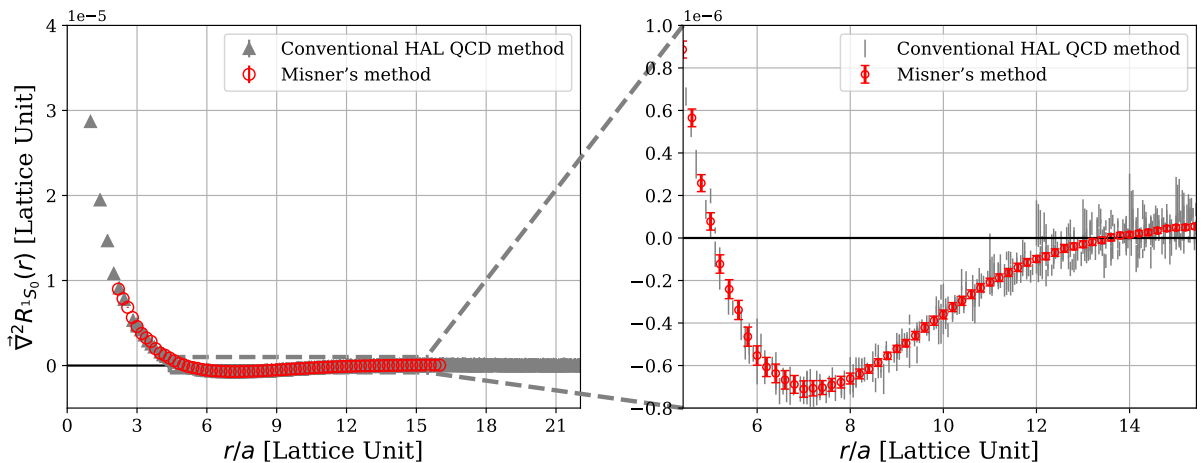 1e−5
4
3
2
1
0
0 3 6 9 12 15 18 21
r/a [Lattice Unit]
∇⃗²R₁S₀(r) [Lattice Unit]
Conventional HAL QCD method
Misner's method
1e−6
1.0
0.8
0.6
0.4
0.2
0.0
−0.2
−0.4
−0.6
−0.8
6 8 10 12 14
r/a [Lattice Unit]
Conventional HAL QCD method
Misner's method